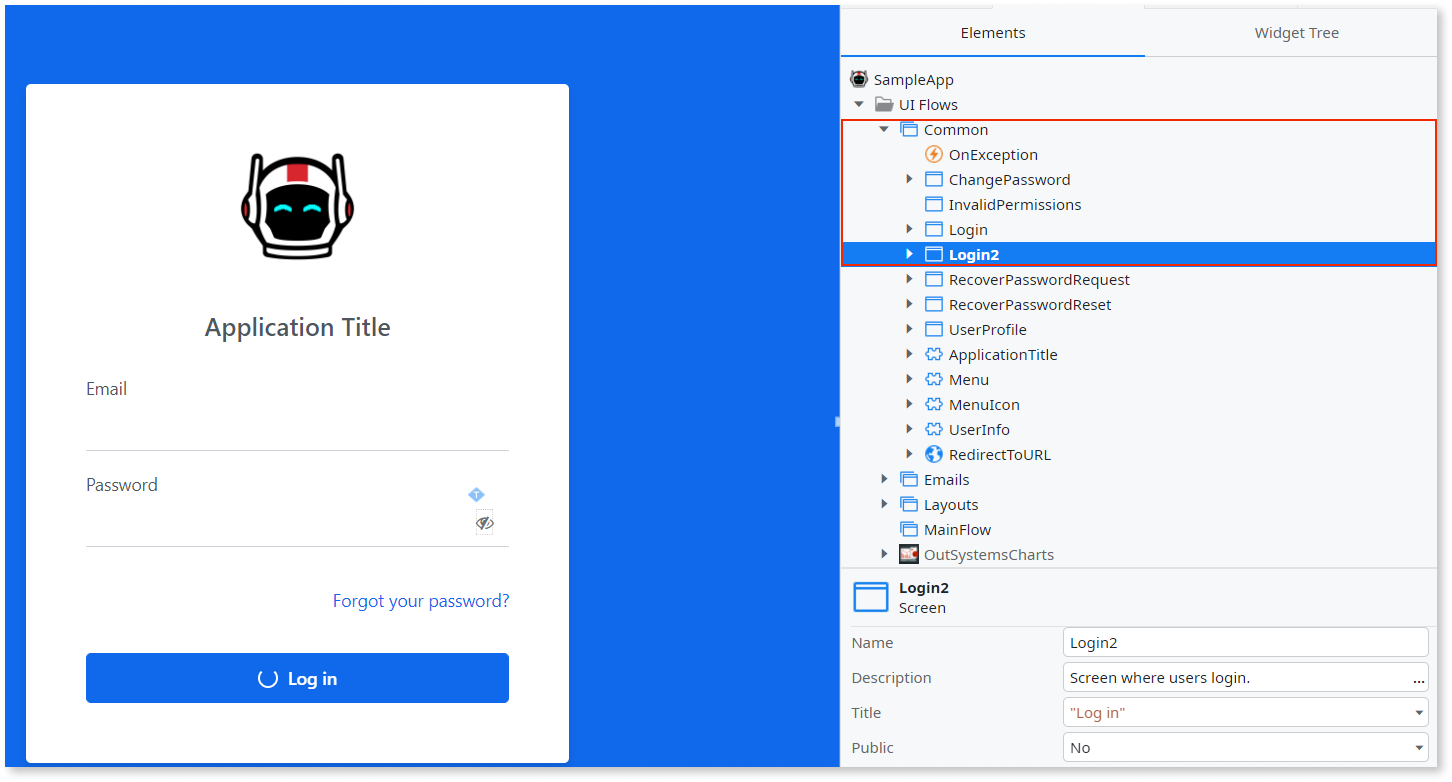 Application Title
Email
Password
T
Forgot your password?
Log in
Elements Widget Tree
SampleApp
UI Flows
Common
OnException
ChangePassword
InvalidPermissions
Login
Login2
RecoverPasswordRequest
RecoverPasswordReset
UserProfile
ApplicationTitle
Menu
MenuIcon
UserInfo
RedirectToURL
Emails
Layouts
MainFlow
OutSystemsCharts
Login2
Screen
Name Login2
Description Screen where users login. ...
Title "Log in"
Public No